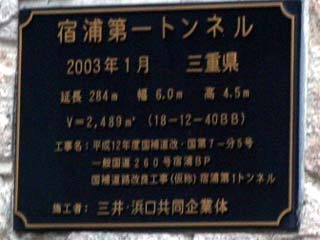 宿浦第一トンネル
2003年1月 三重県
延長 284m 幅 6.0m 高 4.5m
V=2,489m³ (18-12-40BB)
工事名：平成12年度国補道改・国第7-分5号
一般国道260号宿浦BP
国補道路改良工事(仮称)宿浦第1トンネル
施工者：三井・浜口共同企業体